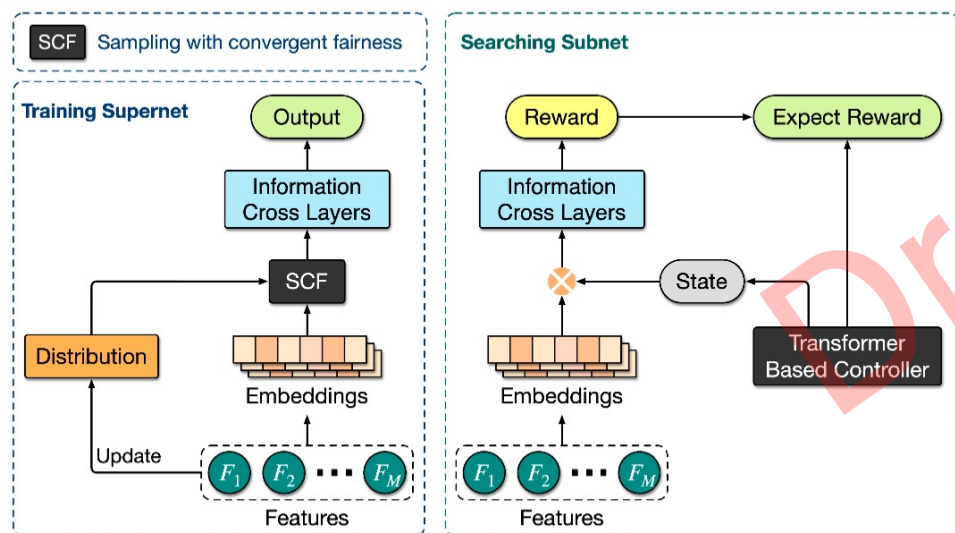 SCF Sampling with convergent fairness
Training Supernet
Output
Information
Cross Layers
SCF
Distribution
Embeddings
Update
F1 F2 ... FM
Features
Searching Subnet
Reward
Expect Reward
Information
Cross Layers
State
Transformer
Based Controller
Embeddings
F1 F2 ... FM
Features
Dr